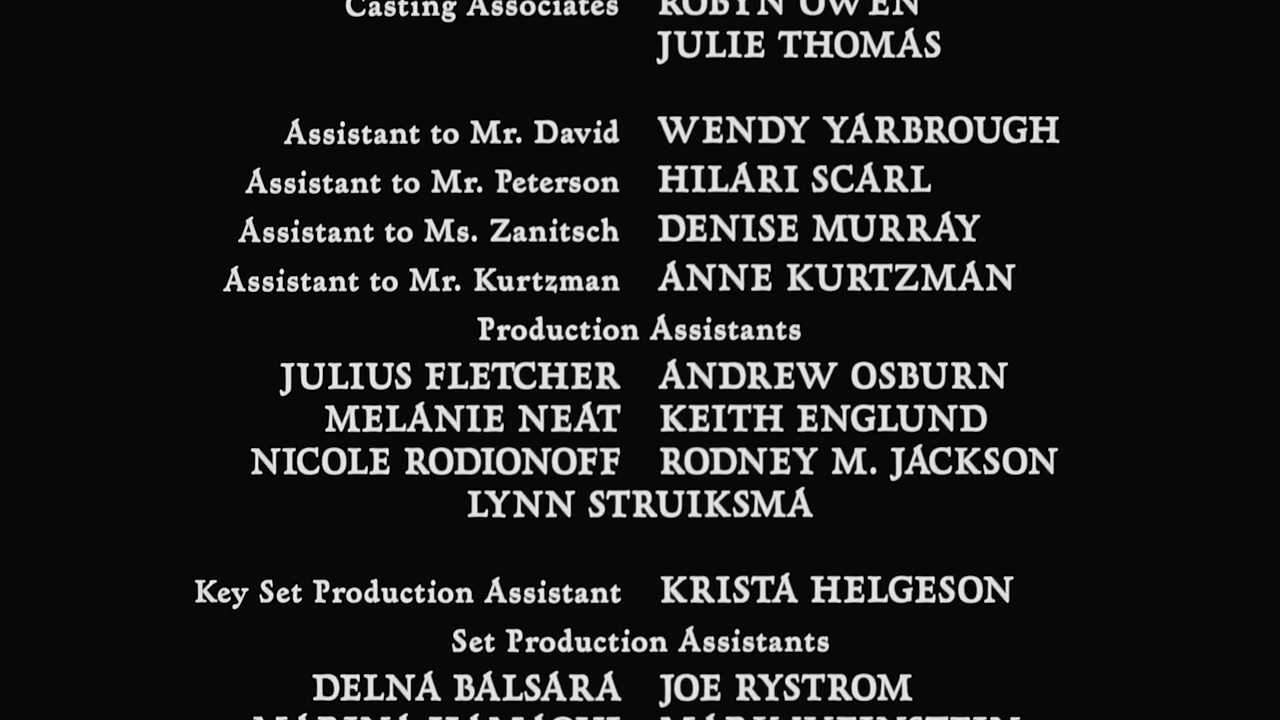 Casting Associates ROBYN OWEN
JULIE THOMAS
Assistant to Mr. David WENDY YARBROUGH
Assistant to Mr. Peterson HILARI SCARL
Assistant to Ms. Zanitsch DENISE MURRAY
Assistant to Mr. Kurtzman ANNE KURTZMAN
Production Assistants
JULIUS FLETCHER ANDREW OSBURN
MELANIE NEAT KEITH ENGLUND
NICOLE RODIONOFF RODNEY M. JACKSON
LYNN STRUIKSMA
Key Set Production Assistant KRISTA HELGESON
Set Production Assistants
DELNA BALSARA JOE RYSTROM
MARINA MARK WEINSTEIN